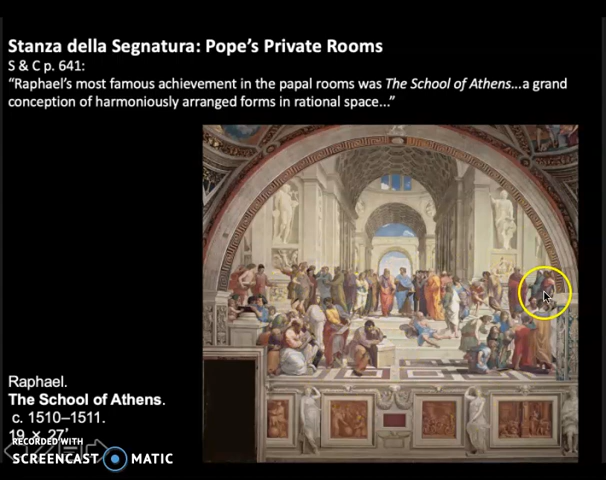 Stanza della Segnatura: Pope's Private Rooms
S & C p. 641:
“Raphael's most famous achievement in the papal rooms was The School of Athens...a grand
conception of harmoniously arranged forms in rational space...”
Raphael.
The School of Athens.
c. 1510–1511.
19 × 27'
RECORDED WITH
SCREENCAST MATIC